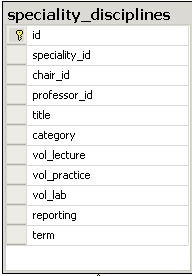 speciality_disciplines
id
speciality_id
chair_id
professor_id
title
category
vol_lecture
vol_practice
vol_lab
reporting
term